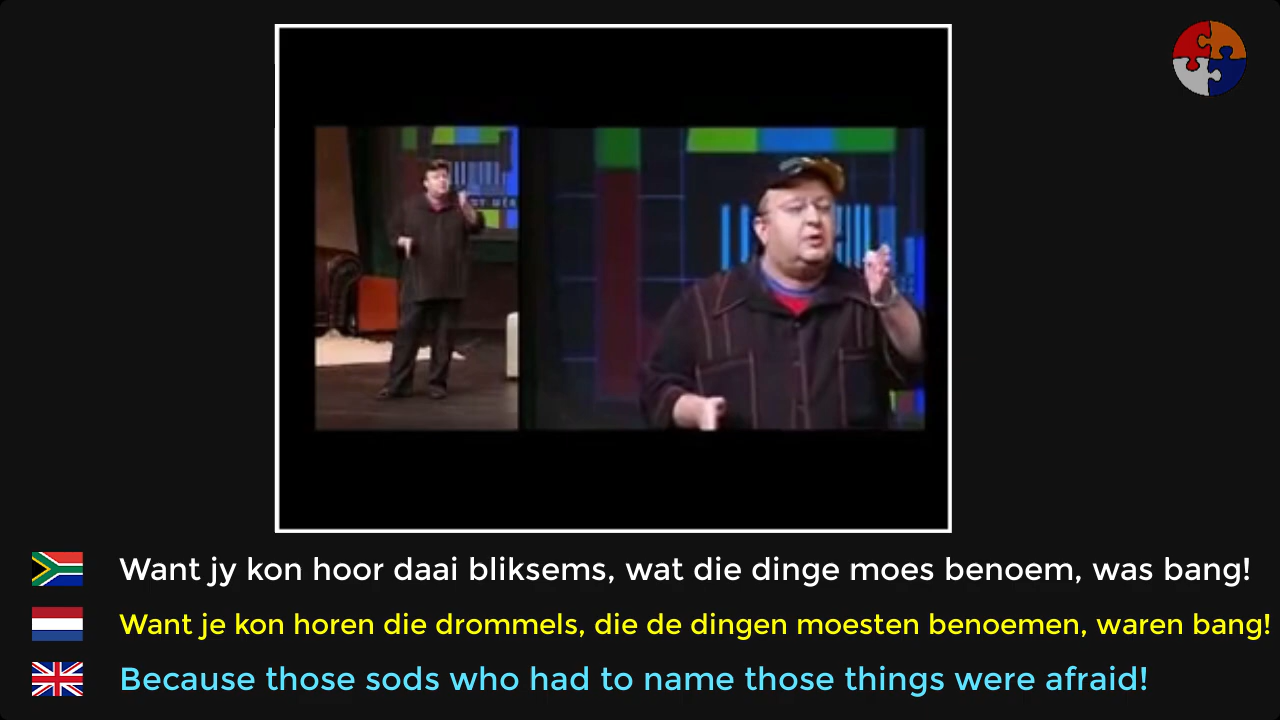 Want jy kon hoor daai bliksems, wat die dinge moes benoem, was bang!
Want je kon horen die drommels, die de dingen moesten benoemen, waren bang!
Because those sods who had to name those things were afraid!